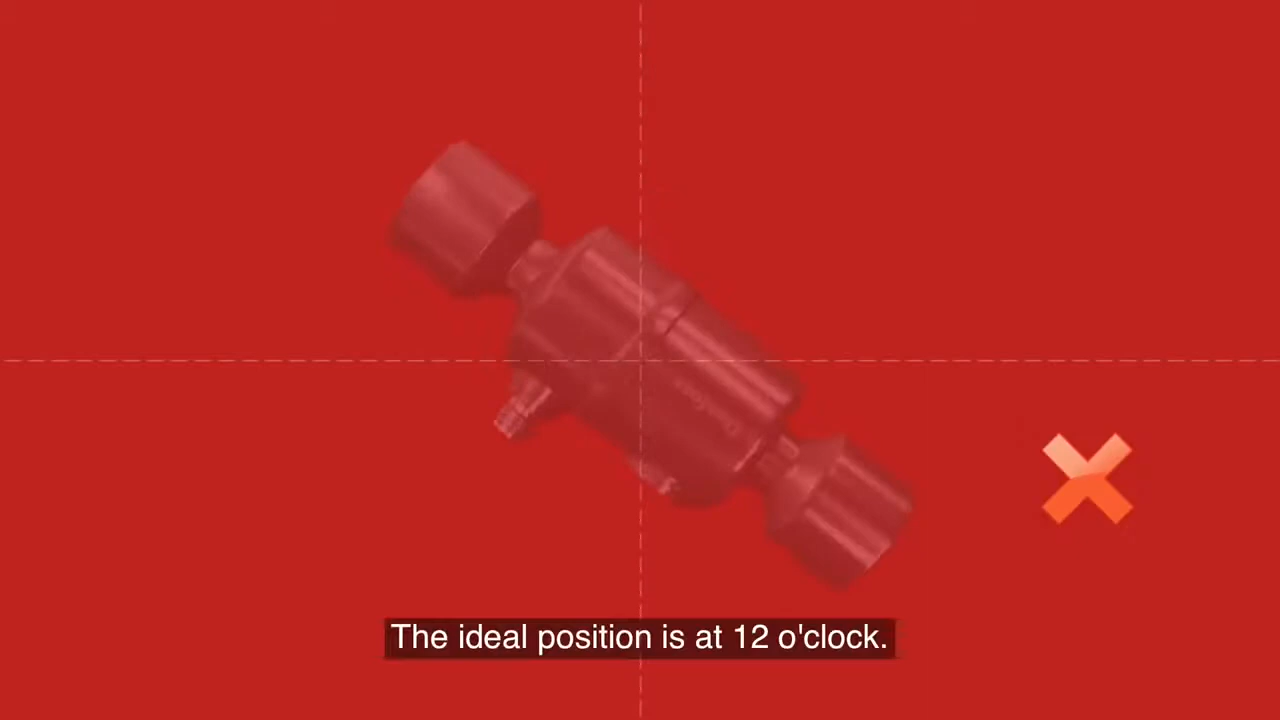 The ideal position is at 12 o'clock.